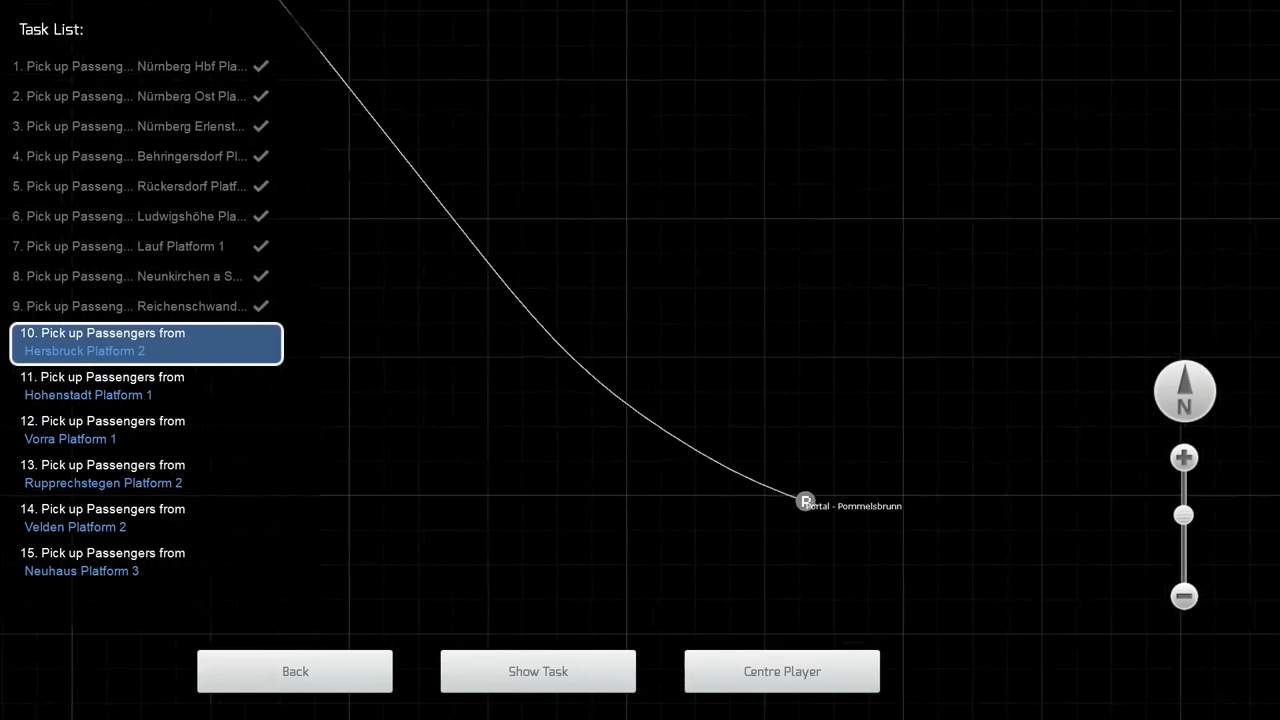 Task List:
1. Pick up Passeng... Nürnberg Hbf Pla...
2. Pick up Passeng... Nürnberg Ost Pla...
3. Pick up Passeng... Nürnberg Erlenst...
4. Pick up Passeng... Behringersdorf Pl...
5. Pick up Passeng... Rückersdorf Platf...
6. Pick up Passeng... Ludwigshöhe Pla...
7. Pick up Passeng... Lauf Platform 1
8. Pick up Passeng... Neunkirchen a S...
9. Pick up Passeng... Reichenschwand...
10. Pick up Passengers from
Hersbruck Platform 2
11. Pick up Passengers from
Hohenstadt Platform 1
12. Pick up Passengers from
Vorra Platform 1
13. Pick up Passengers from
Rupprechstegen Platform 2
14. Pick up Passengers from
Velden Platform 2
15. Pick up Passengers from
Neuhaus Platform 3
P
Portal - Pommelsbrunn
N
Back
Show Task
Centre Player